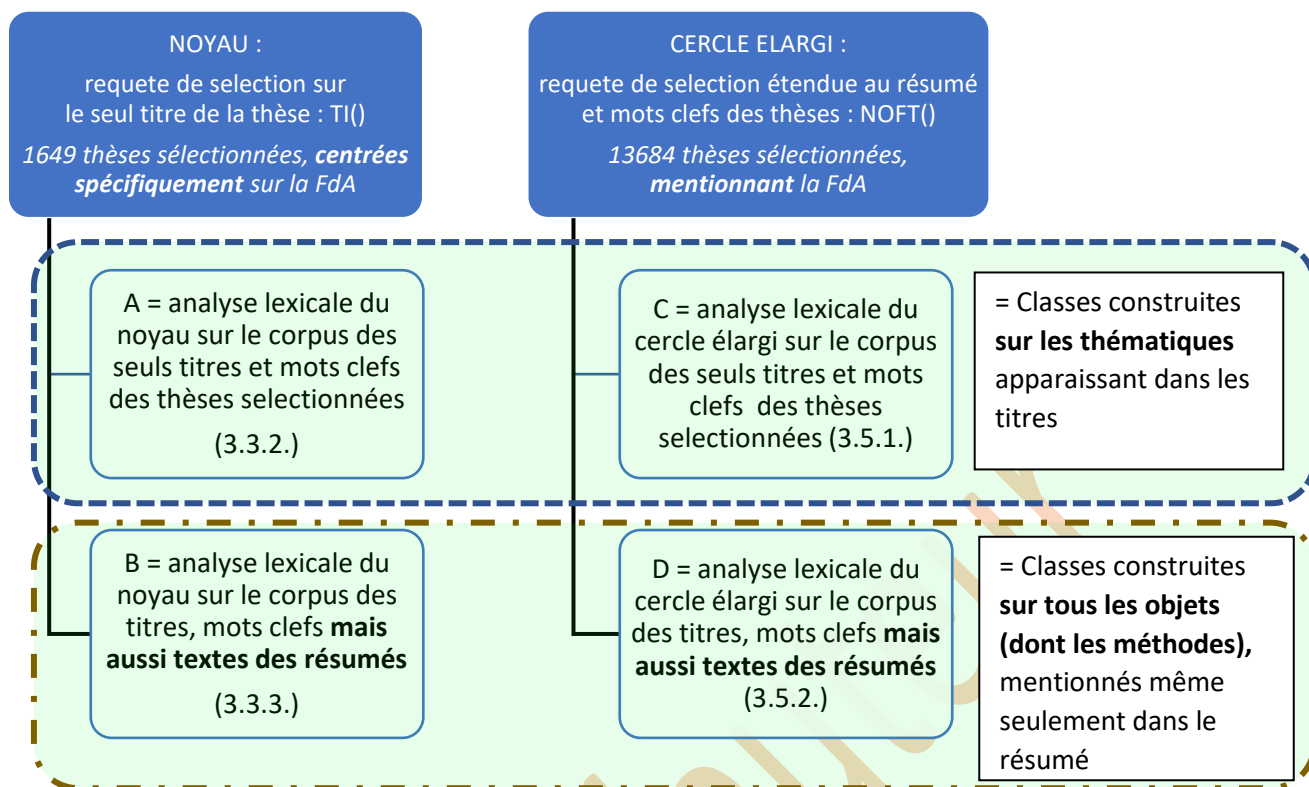 NOYAU :
requete de selection sur
le seul titre de la thèse : TI()
1649 thèses sélectionnées, centrées
spécifiquement sur la FdA
CERCLE ELARGI :
requete de selection étendue au résumé
et mots clefs des thèses : NOFT()
13684 thèses sélectionnées,
mentionnant la FdA
A = analyse lexicale du
noyau sur le corpus des
seuls titres et mots clefs
des thèses selectionnées
(3.3.2.)
C = analyse lexicale du
cercle élargi sur le corpus
des seuls titres et mots
clefs des thèses
selectionnées (3.5.1.)
= Classes construites
sur les thématiques
apparaissant dans les
titres
B = analyse lexicale du
noyau sur le corpus des
titres, mots clefs mais
aussi textes des résumés
(3.3.3.)
D = analyse lexicale du
cercle élargi sur le corpus
des titres, mots clefs mais
aussi textes des résumés
(3.5.2.)
= Classes construites
sur tous les objets
(dont les méthodes),
mentionnés même
seulement dans le
résumé